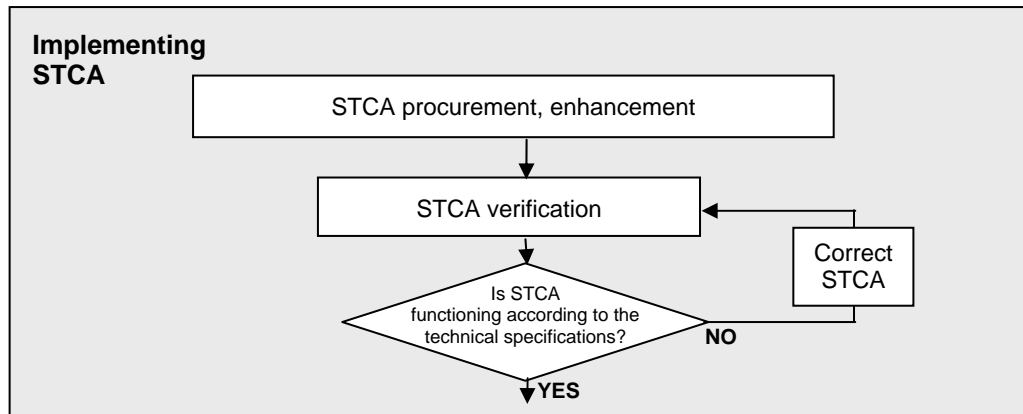 Implementing
STCA
STCA procurement, enhancement
STCA verification
Correct
STCA
Is STCA
functioning according to the
technical specifications?
NO
YES